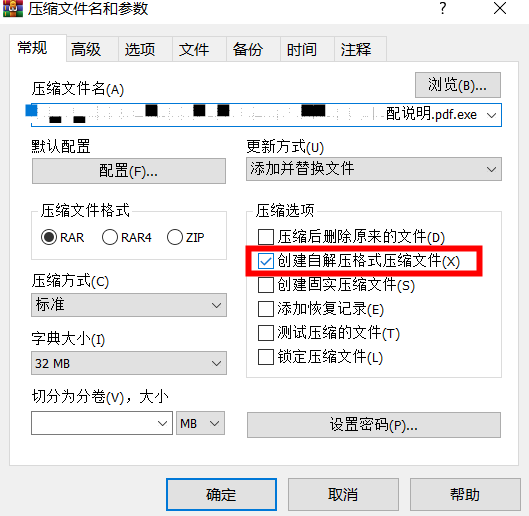 压缩文件名和参数
常规 高级 选项 文件 备份 时间 注释
压缩文件名(A)
浏览(B)...
配说明.pdf.exe
默认配置
配置(F)...
更新方式(U)
添加并替换文件
压缩文件格式
RAR RAR4 ZIP
压缩选项
压缩后删除原来的文件(D)
创建自解压格式压缩文件(X)
创建固实压缩文件(S)
添加恢复记录(E)
测试压缩的文件(T)
锁定压缩文件(L)
压缩方式(C)
标准
字典大小(I)
32 MB
切分为分卷(V)，大小
MB
设置密码(P)...
确定 取消 帮助